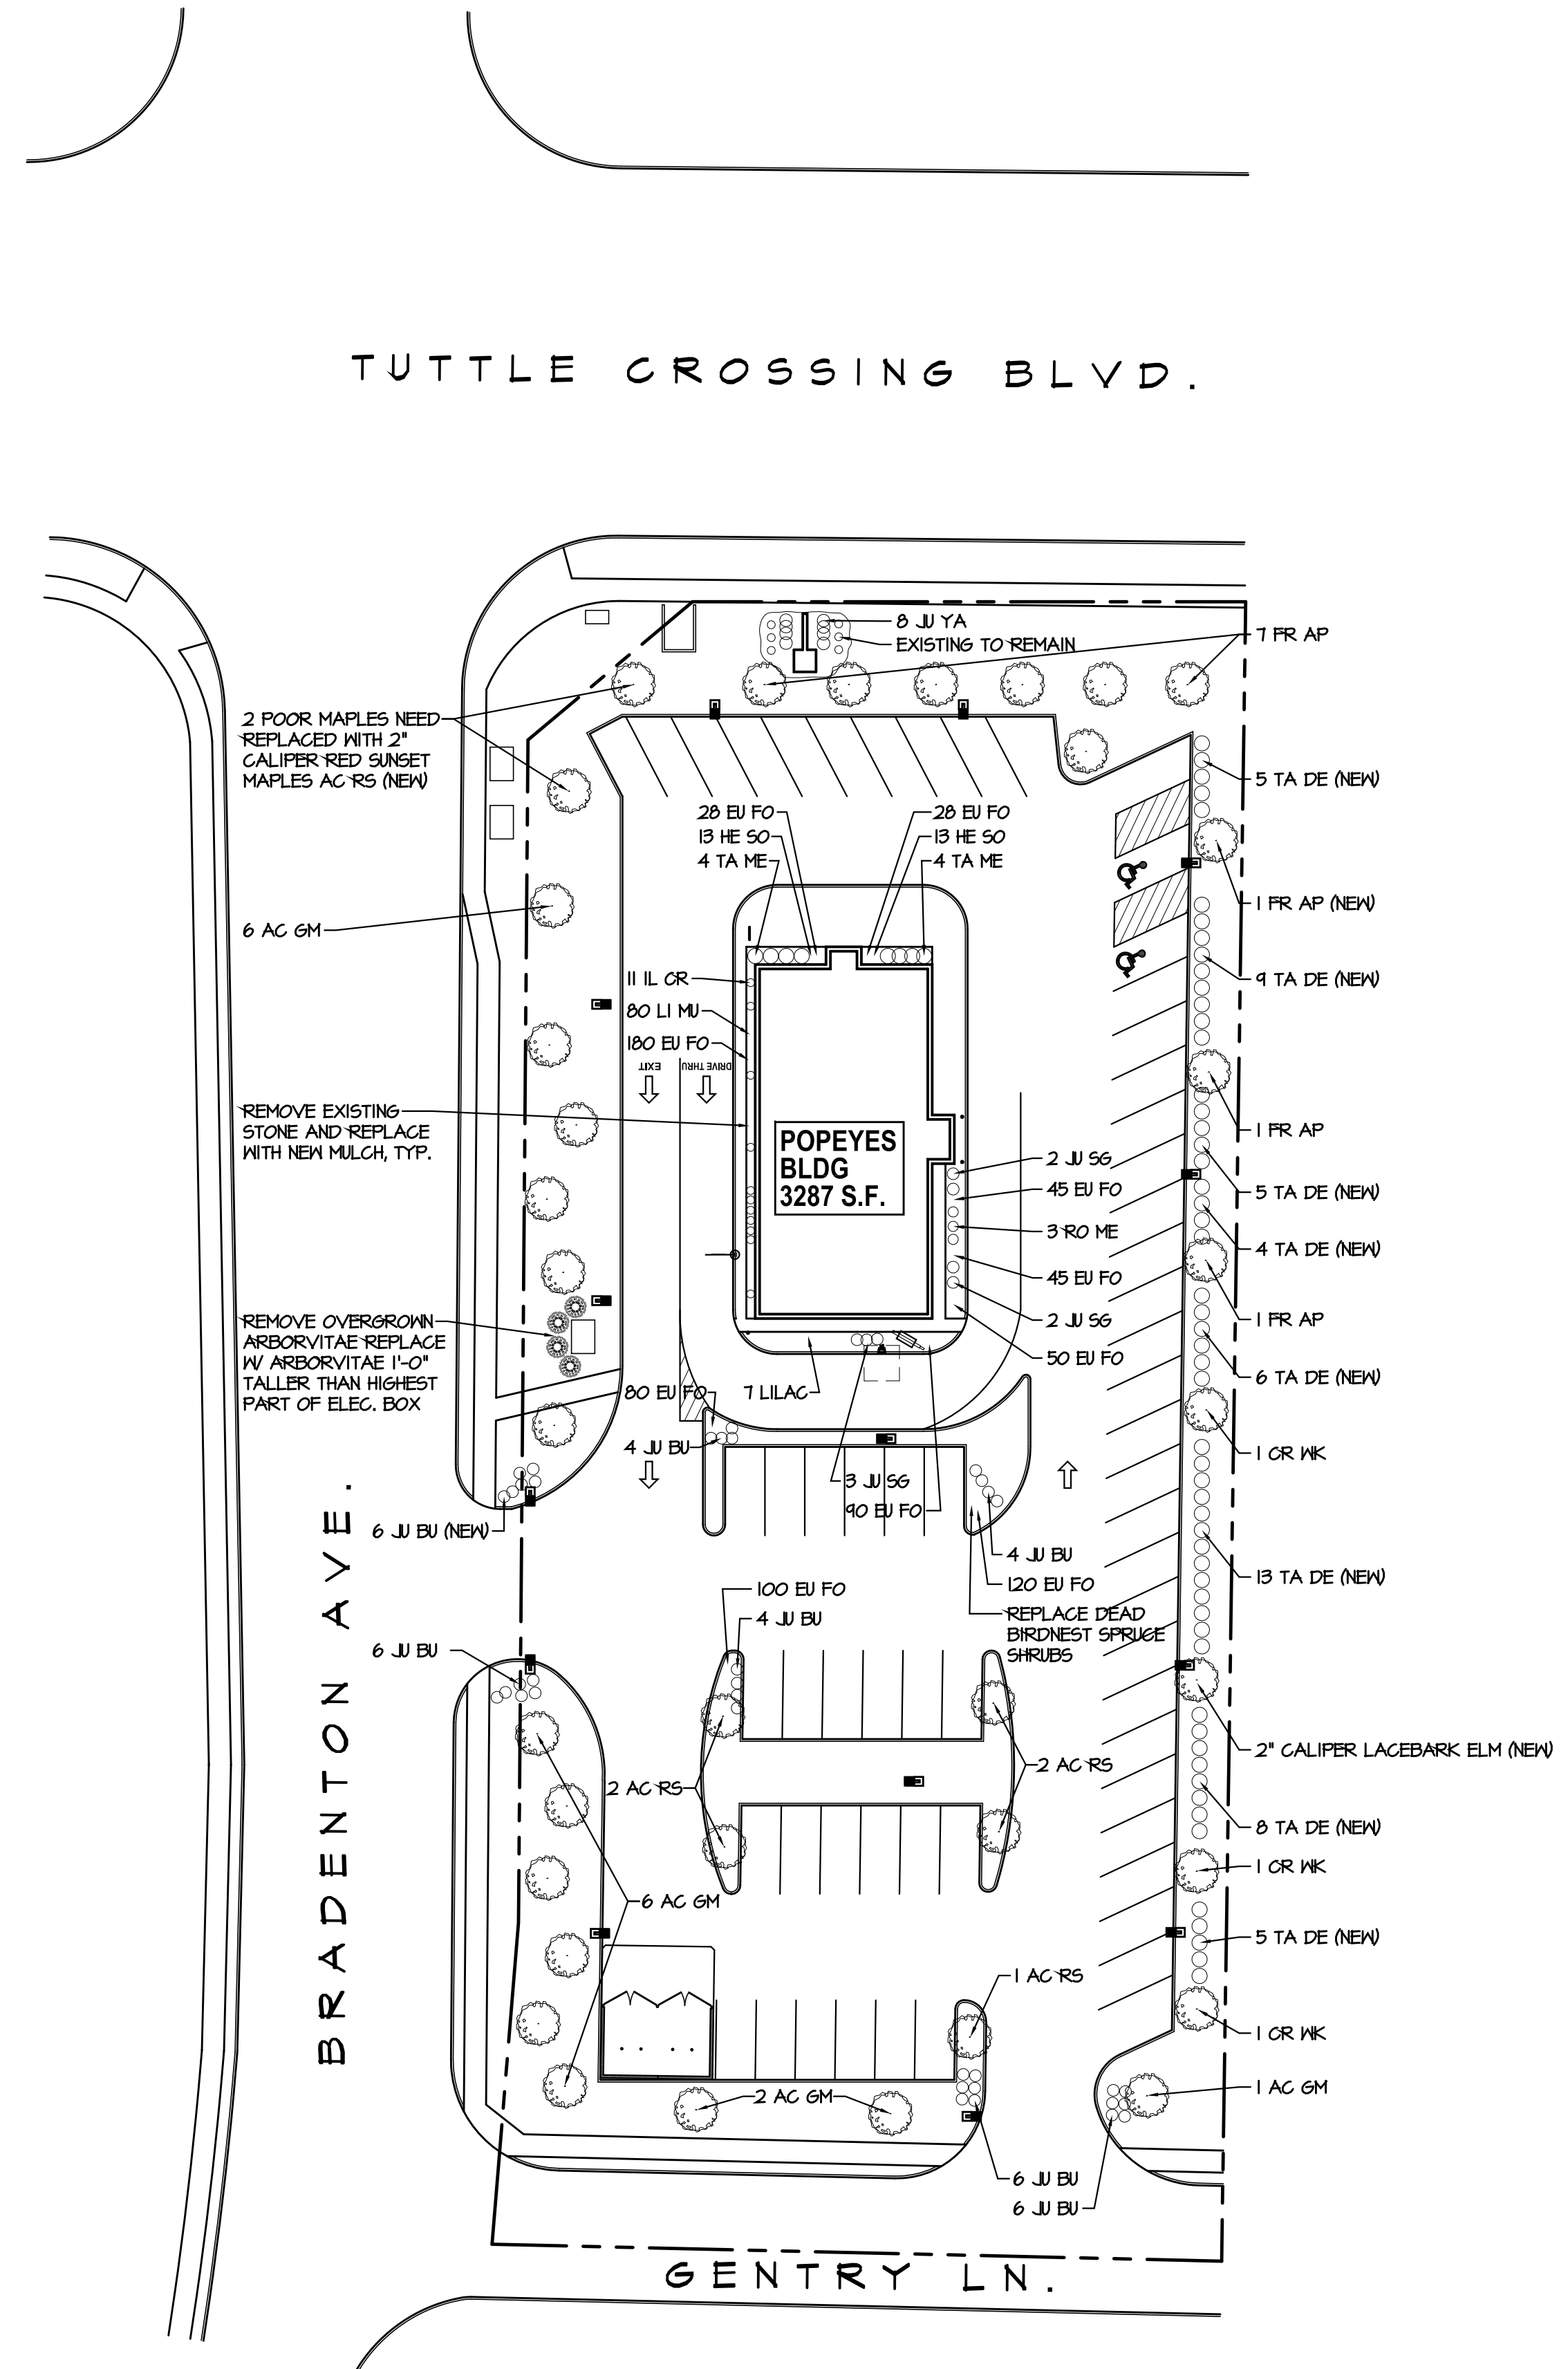 TUTTLE CROSSING BLVD.
8 JU YA
EXISTING TO REMAIN
7 FR AP
2 POOR MAPLES NEED
REPLACED WITH 2"
CALIPER RED SUNSET
MAPLES AC RS (NEW)
5 TA DE (NEW)
28 EU FO
13 HE SO
4 TA ME
28 EU FO
13 HE SO
4 TA ME
1 FR AP (NEW)
6 AC GM
9 TA DE (NEW)
11 IL CR
80 LI MU
180 EU FO
EXIT
DRIVE THRU
REMOVE EXISTING
STONE AND REPLACE
WITH NEW MULCH, TYP.
1 FR AP
POPEYES
BLDG
3287 S.F.
2 JU SG
45 EU FO
3 RO ME
45 EU FO
2 JU SG
50 EU FO
5 TA DE (NEW)
4 TA DE (NEW)
1 FR AP
6 TA DE (NEW)
REMOVE OVERGROWN
ARBORVITAE REPLACE
W/ ARBORVITAE 1'-0"
TALLER THAN HIGHEST
PART OF ELEC. BOX
80 EU FO
7 LILAC
4 JU BU
3 JU SG
90 EU FO
1 CR WK
6 JU BU (NEW)
4 JU BU
120 EU FO
REPLACE DEAD
BIRDNEST SPRUCE
SHRUBS
13 TA DE (NEW)
100 EU FO
4 JU BU
6 JU BU
BRADENTON AVE.
2 AC RS
2 AC RS
2" CALIPER LACEBARK ELM (NEW)
8 TA DE (NEW)
1 CR WK
6 AC GM
5 TA DE (NEW)
1 AC RS
1 CR WK
2 AC GM
1 AC GM
6 JU BU
6 JU BU
GENTRY LN.